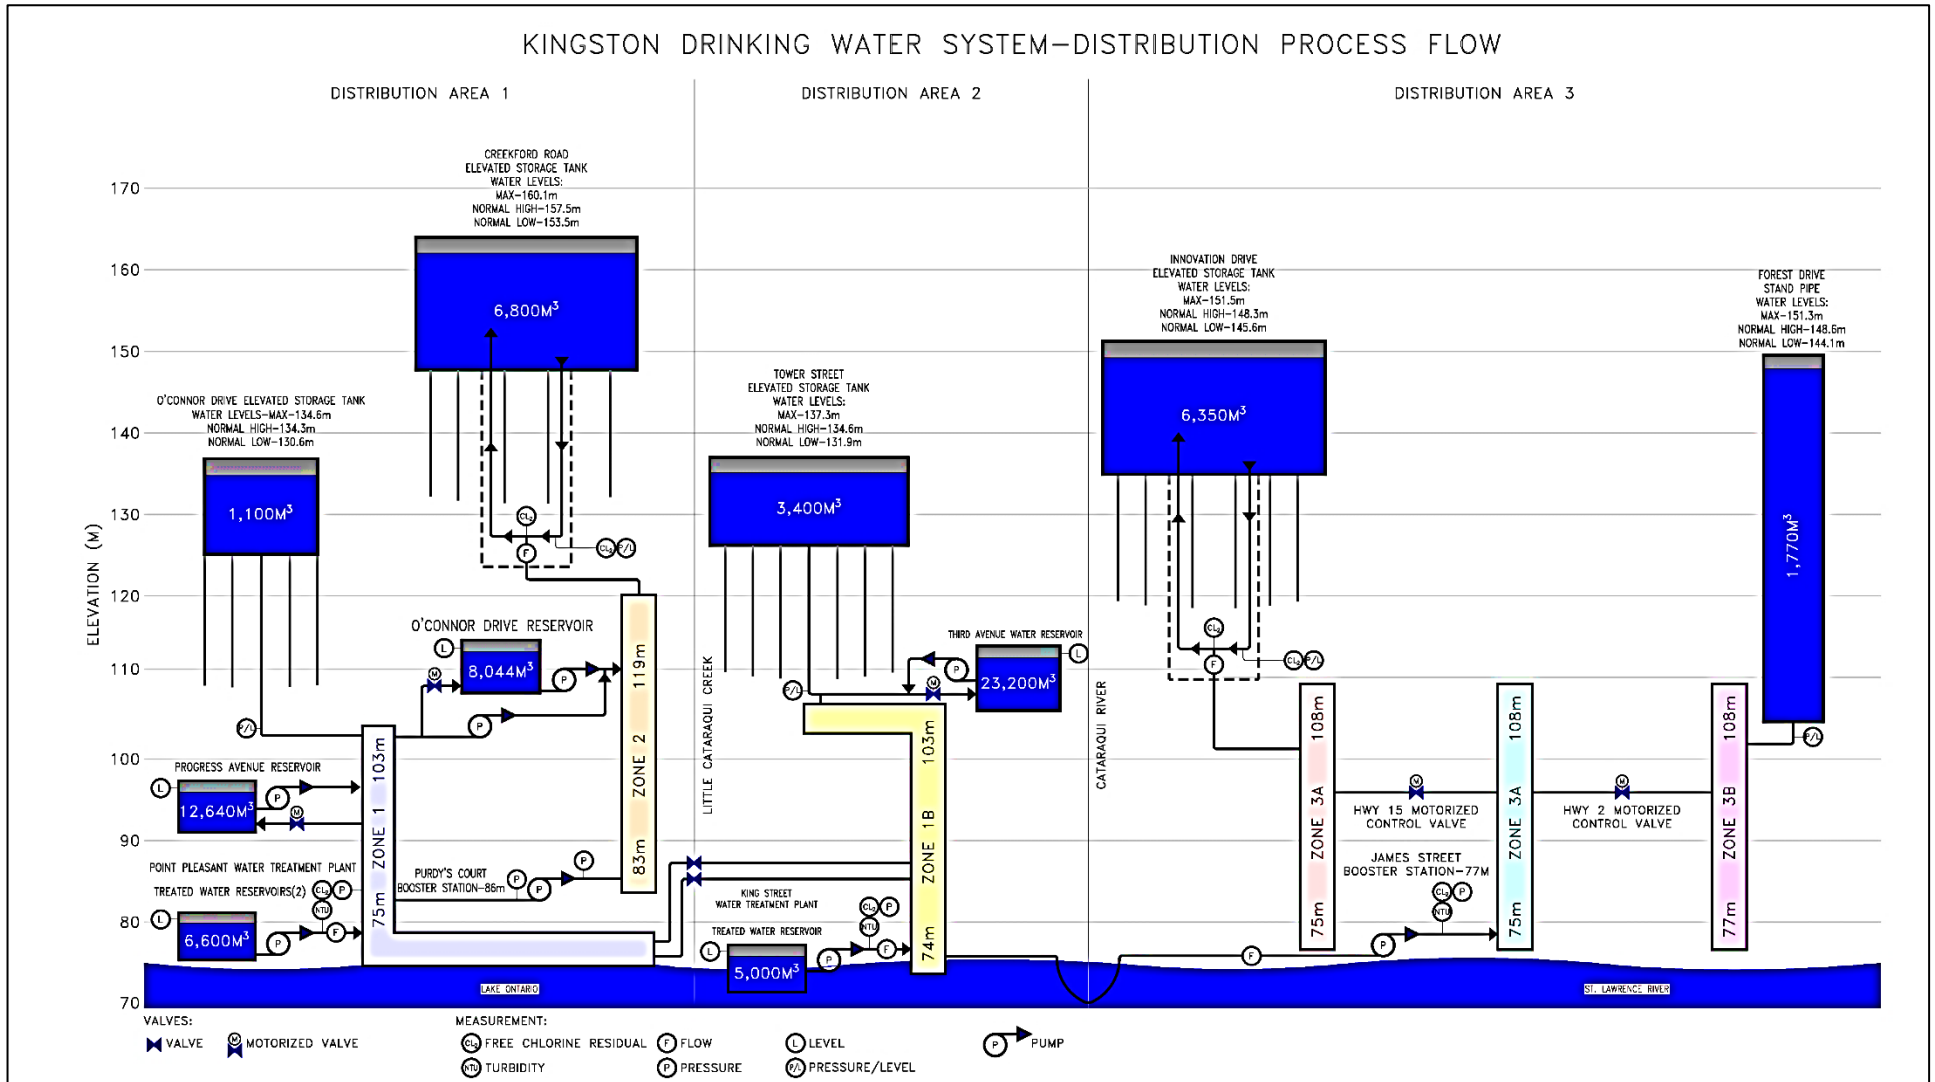 KINGSTON DRINKING WATER SYSTEM-DISTRIBUTION PROCESS FLOW
DISTRIBUTION AREA 1
DISTRIBUTION AREA 2
DISTRIBUTION AREA 3
ELEVATION (M)
170
160
150
140
130
120
110
100
90
80
70
CREEKFORD ROAD
ELEVATED STORAGE TANK
WATER LEVELS:
MAX-160.1m
NORMAL HIGH-157.5m
NORMAL LOW-153.5m
6,800M³
CL₂
F
CL₂
P/L
O'CONNOR DRIVE ELEVATED STORAGE TANK
WATER LEVELS-MAX-134.6m
NORMAL HIGH-134.3m
NORMAL LOW-130.6m
1,100M³
P/L
O'CONNOR DRIVE RESERVOIR
L
M
8,044M³
P
P
PROGRESS AVENUE RESERVOIR
L
12,640M³
P
M
POINT PLEASANT WATER TREATMENT PLANT
TREATED WATER RESERVOIRS(2)
CL₂
P
NTU
L
6,600M³
P
F
75m ZONE 1 103m
PURDY'S COURT
BOOSTER STATION-86m
P
P
P
83m ZONE 2 119m
LITTLE CATARAQUI CREEK
TOWER STREET
ELEVATED STORAGE TANK
WATER LEVELS:
MAX-137.3m
NORMAL HIGH-134.6m
NORMAL LOW-131.9m
3,400M³
P/L
THIRD AVENUE WATER RESERVOIR
L
P
M
23,200M³
74m ZONE 1B 103m
KING STREET
WATER TREATMENT PLANT
TREATED WATER RESERVOIR
CL₂
P
NTU
L
5,000M³
P
F
CATARAQUI RIVER
INNOVATION DRIVE
ELEVATED STORAGE TANK
WATER LEVELS:
MAX-151.5m
NORMAL HIGH-148.3m
NORMAL LOW-145.6m
6,350M³
CL₂
F
CL₂
P/L
FOREST DRIVE
STAND PIPE
WATER LEVELS:
MAX-151.3m
NORMAL HIGH-148.6m
NORMAL LOW-144.1m
1,770M³
P/L
75m ZONE 3A 108m
M
HWY 15 MOTORIZED
CONTROL VALVE
75m ZONE 3A 108m
M
HWY 2 MOTORIZED
CONTROL VALVE
77m ZONE 3B 108m
JAMES STREET
BOOSTER STATION-77M
CL₂
P
NTU
F
P
LAKE ONTARIO
ST. LAWRENCE RIVER
VALVES:
VALVE
M
MOTORIZED VALVE
MEASUREMENT:
CL₂ FREE CHLORINE RESIDUAL
NTU TURBIDITY
F FLOW
P PRESSURE
L LEVEL
P/L PRESSURE/LEVEL
P PUMP